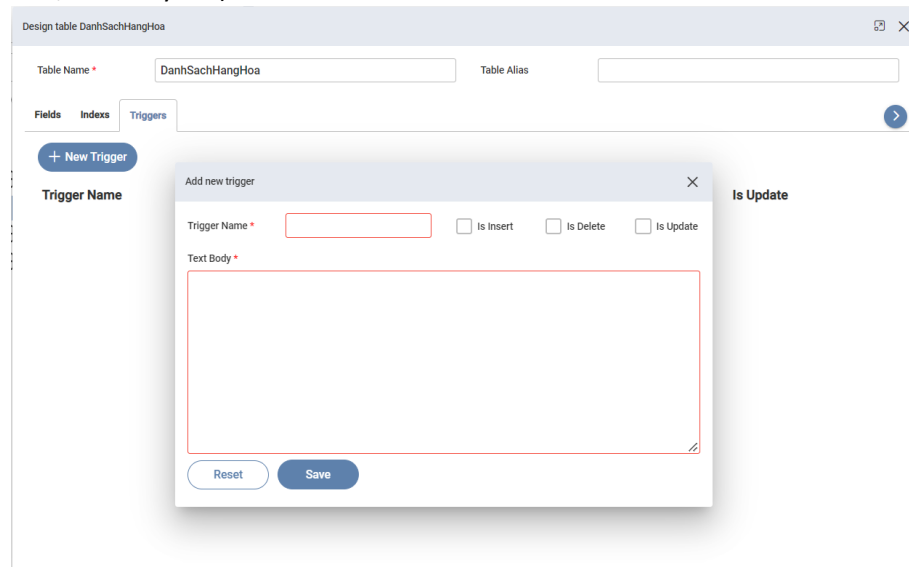 Design table DanhSachHangHoa
Table Name * DanhSachHangHoa Table Alias
Fields Indexs Triggers
+ New Trigger
Trigger Name Is Update
Add new trigger
Trigger Name * Is Insert Is Delete Is Update
Text Body *
Reset Save